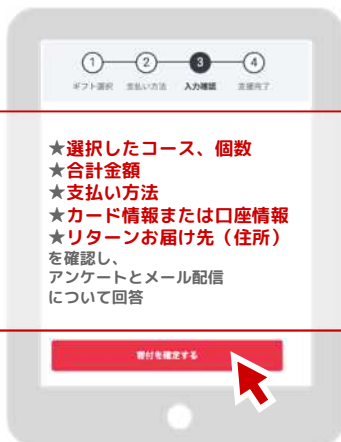 1 2 3 4
ギフト選択 支払い方法 入力確認 支援完了
★選択したコース、個数
★合計金額
★支払い方法
★カード情報または口座情報
★リターンお届け先（住所）
を確認し、
アンケートとメール配信
について回答
寄付を確定する